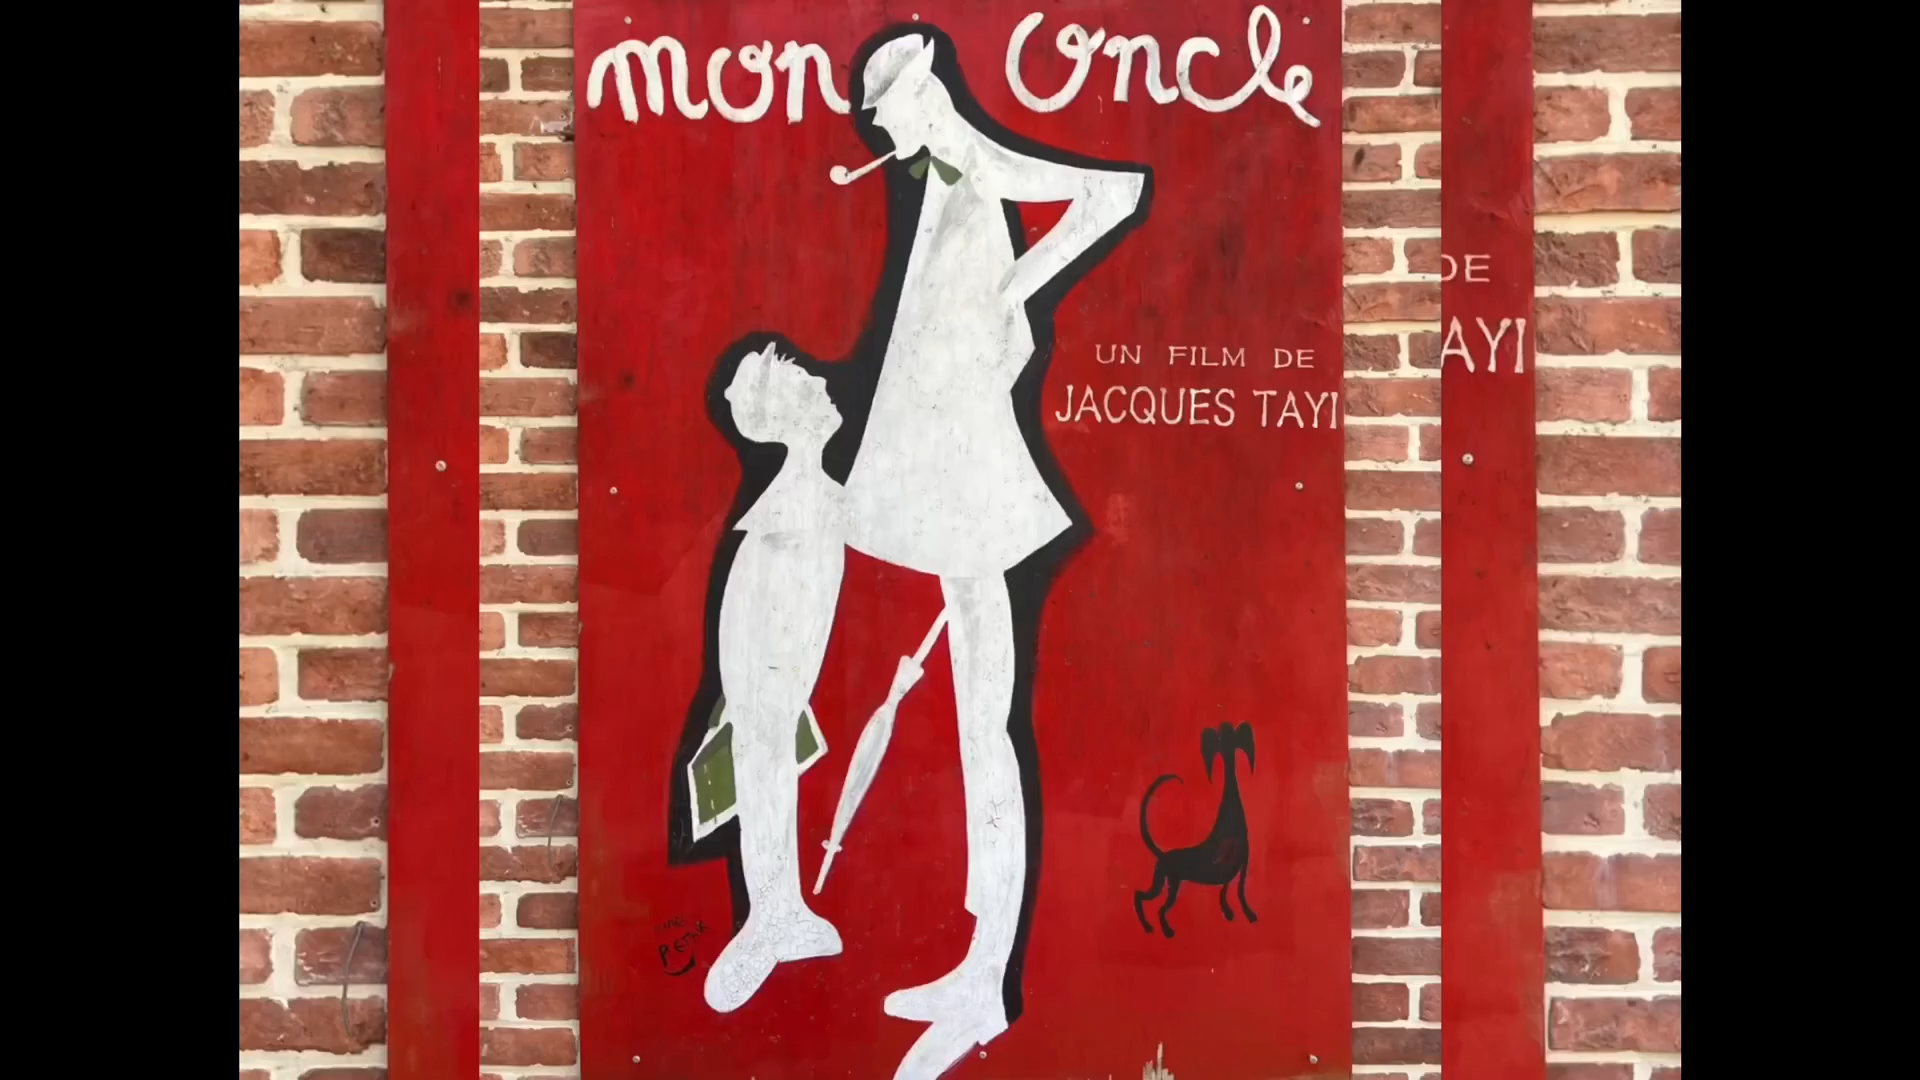 mon oncle
UN FILM DE
JACQUES TAYI
DE
AYI